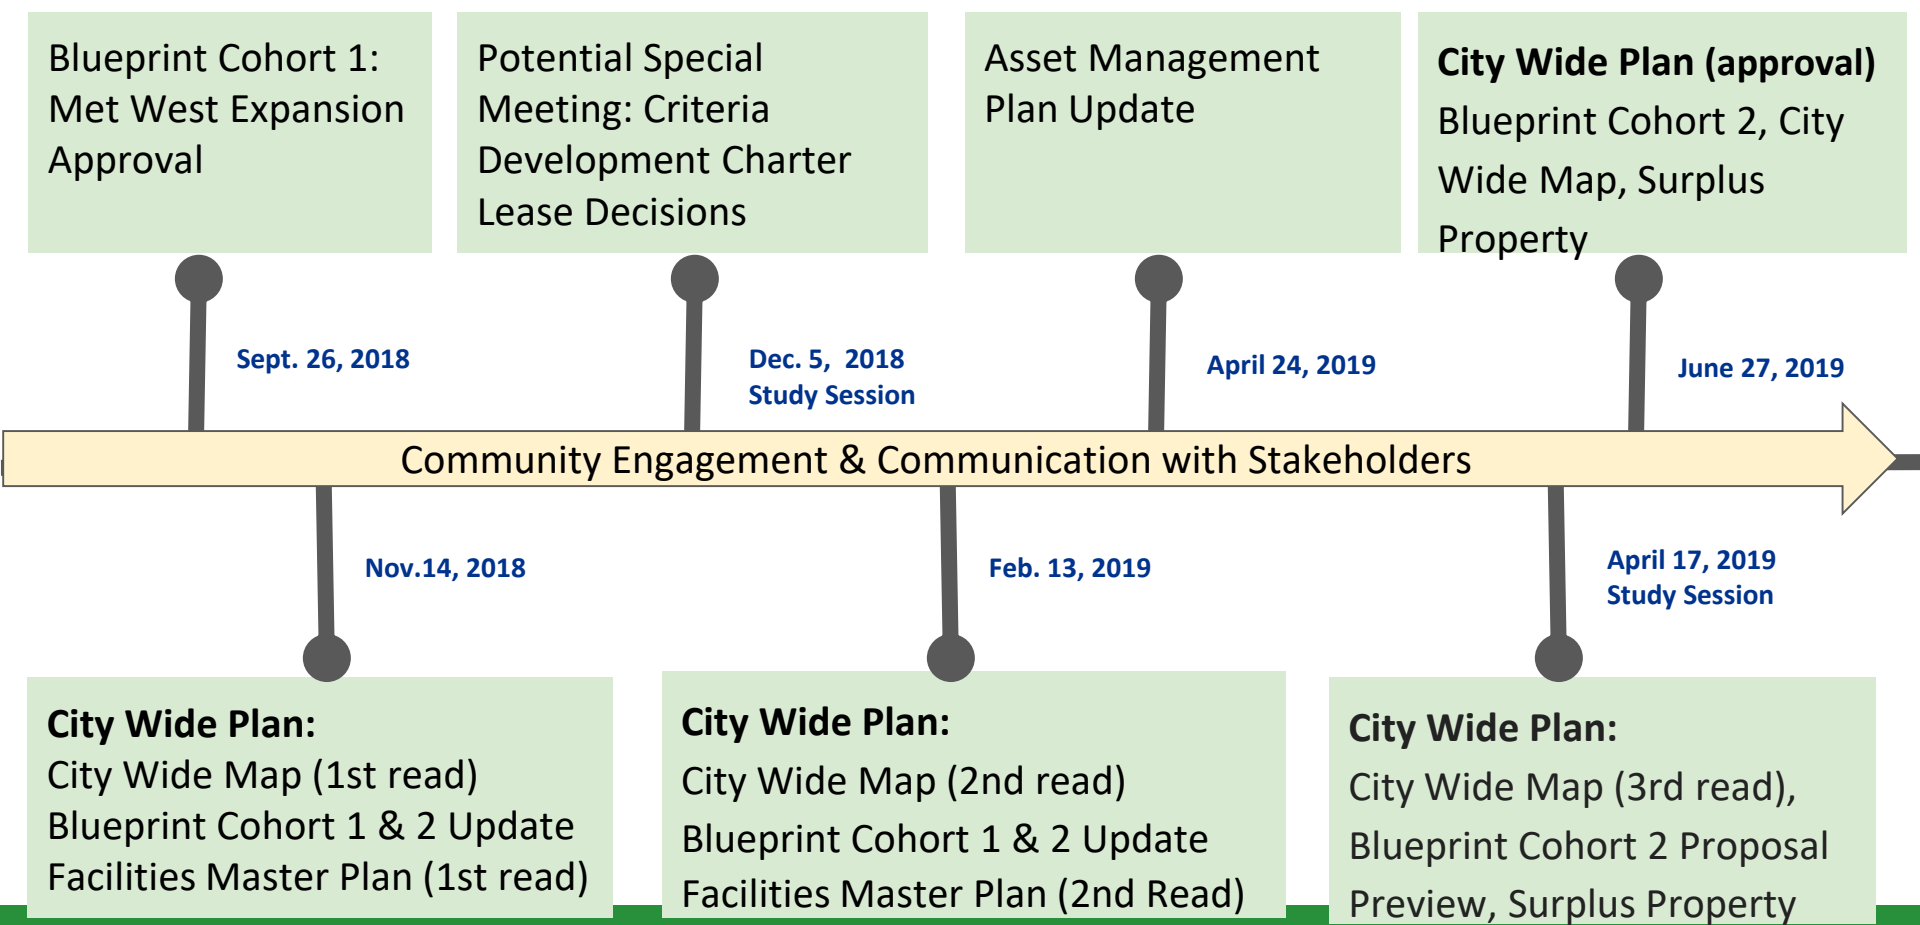 Blueprint Cohort 1:
Met West Expansion
Approval
Potential Special
Meeting: Criteria
Development Charter
Lease Decisions
Asset Management
Plan Update
City Wide Plan (approval)
Blueprint Cohort 2, City
Wide Map, Surplus
Property
Sept. 26, 2018
Dec. 5,  2018
Study Session
April 24, 2019
June 27, 2019
Community Engagement & Communication with Stakeholders
Nov.14, 2018
Feb. 13, 2019
April 17, 2019
Study Session
City Wide Plan:
City Wide Map (1st read)
Blueprint Cohort 1 & 2 Update
Facilities Master Plan (1st read)
City Wide Plan:
City Wide Map (2nd read)
Blueprint Cohort 1 & 2 Update
Facilities Master Plan (2nd Read)
City Wide Plan:
City Wide Map (3rd read),
Blueprint Cohort 2 Proposal
Preview, Surplus Property